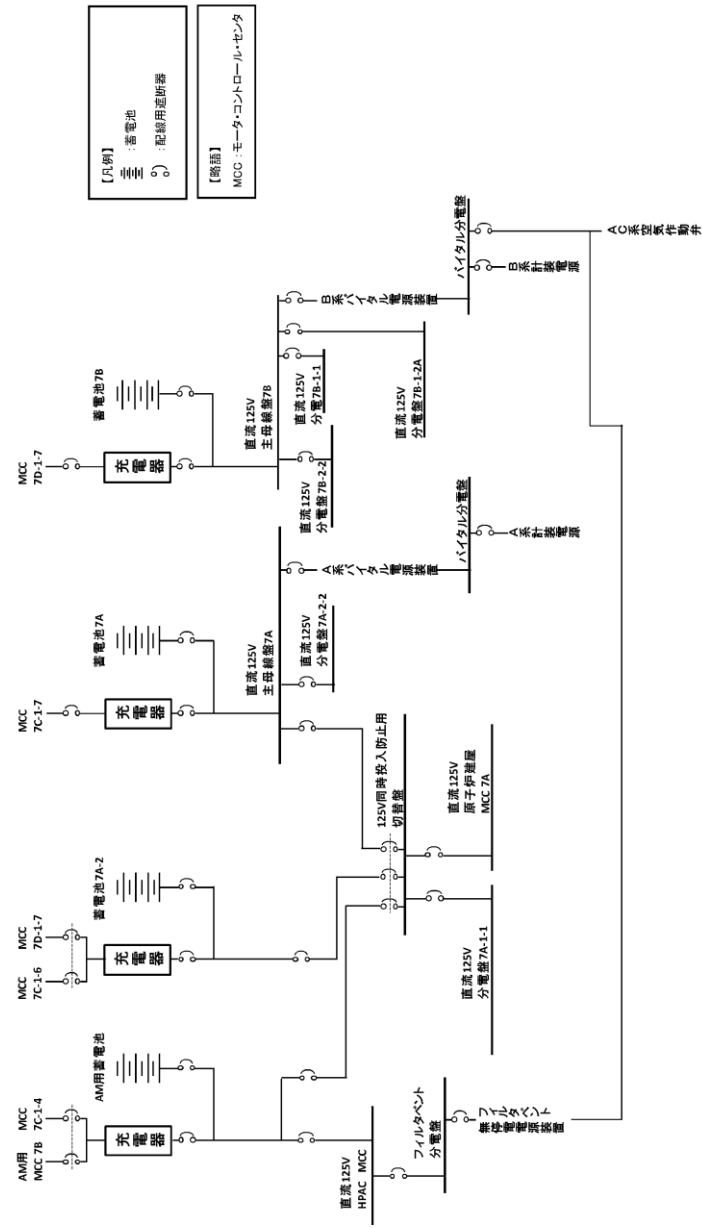 【凡例】
：蓄電池
：配線用遮断器
【略語】
MCC ：モータ・コントロール・センタ
AM用
MCC 7B
MCC
7C-1-4
充電器
AM用蓄電池
直流125V
HPAC MCC
フィルタベント
分電盤
フィルタベント
無停電電源装置
MCC
7C-1-6
MCC
7D-1-7
充電器
蓄電池7A-2
125V同時投入防止用
切替盤
直流125V
分電盤7A-1-1
直流125V
原子炉建屋
MCC 7A
MCC
7C-1-7
充電器
蓄電池7A
直流125V
主母線盤7A
直流125V
分電盤7A-2-2
A系バイタル電源装置
バイタル分電盤
A系計装電源
MCC
7D-1-7
充電器
蓄電池7B
直流125V
主母線盤7B
直流125V
分電盤7B-2-2
直流125V
分電7B-1-1
直流125V
分電盤7B-1-2A
B系バイタル電源装置
バイタル分電盤
B系計装電源
AC系空気作動弁